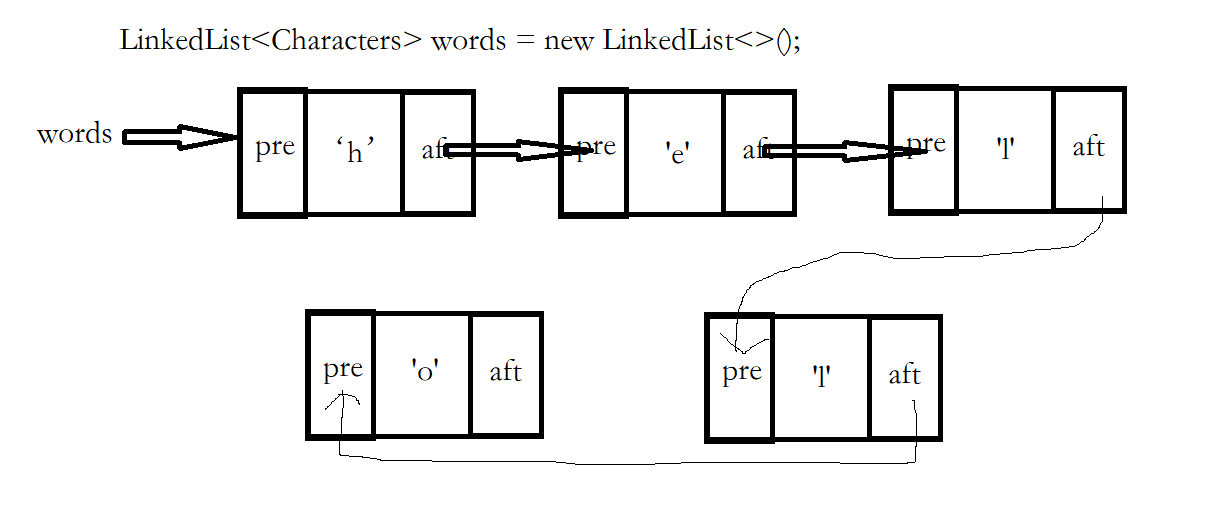 LinkedList<Characters> words = new LinkedList<>();
words
pre ‘h’ aft pre 'e' aft pre 'l' aft
pre 'o' aft pre 'l' aft